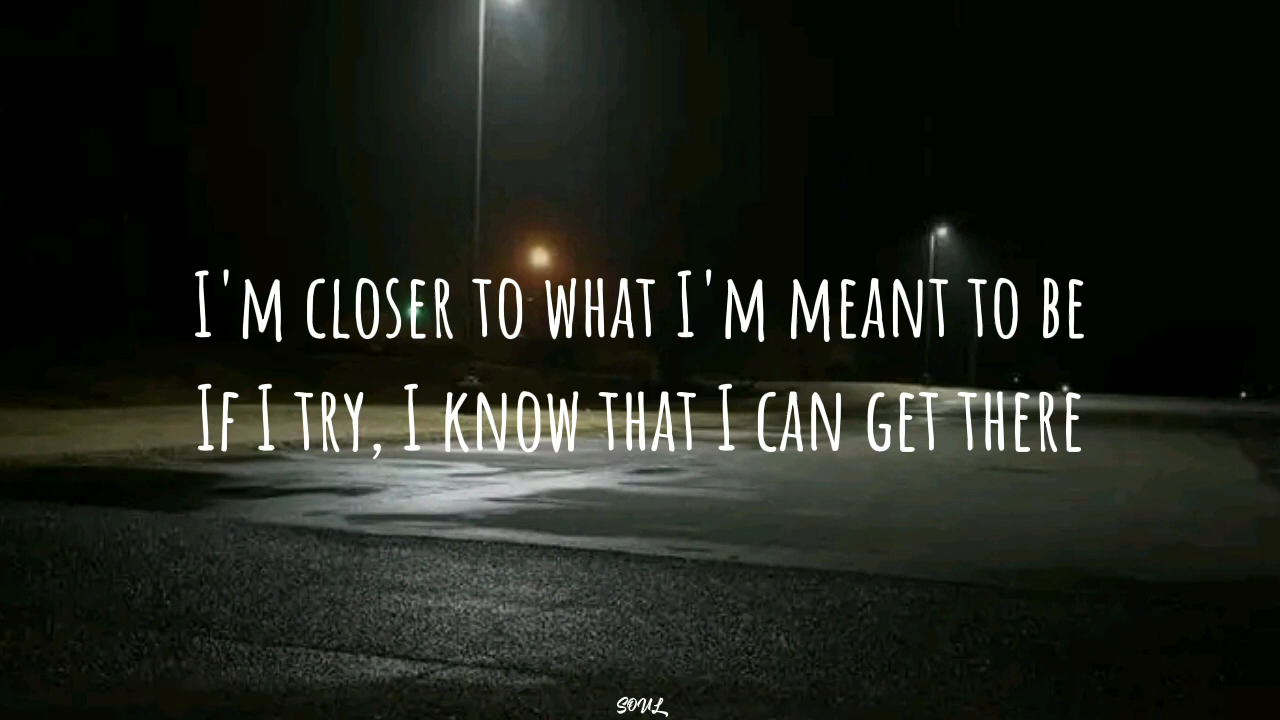 I'm closer to what I'm meant to be
If I try, I know that I can get there
SOUL